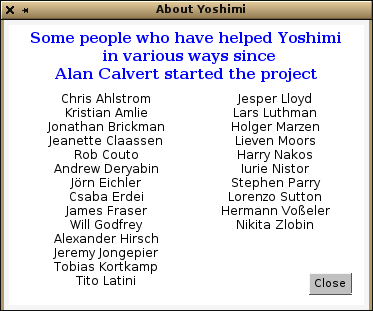 About Yoshimi
Some people who have helped Yoshimi
in various ways since
Alan Calvert started the project
Chris Ahlstrom
Kristian Amlie
Jonathan Brickman
Jeanette Claassen
Rob Couto
Andrew Deryabin
Jörn Eichler
Csaba Erdei
James Fraser
Will Godfrey
Alexander Hirsch
Jeremy Jongepier
Tobias Kortkamp
Tito Latini
Jesper Lloyd
Lars Luthman
Holger Marzen
Lieven Moors
Harry Nakos
Iurie Nistor
Stephen Parry
Lorenzo Sutton
Hermann Voßeler
Nikita Zlobin
Close